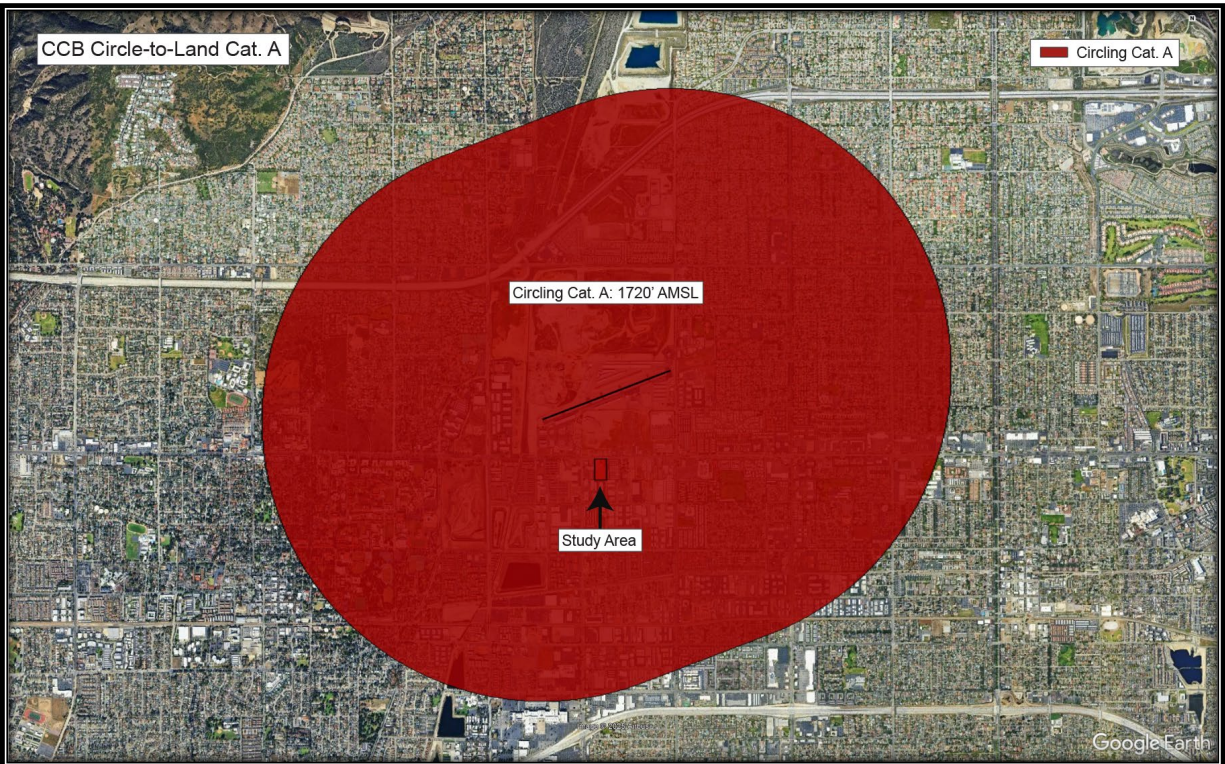 CCB Circle-to-Land Cat. A
Circling Cat. A
Circling Cat. A: 1720' AMSL
Study Area
Google Earth